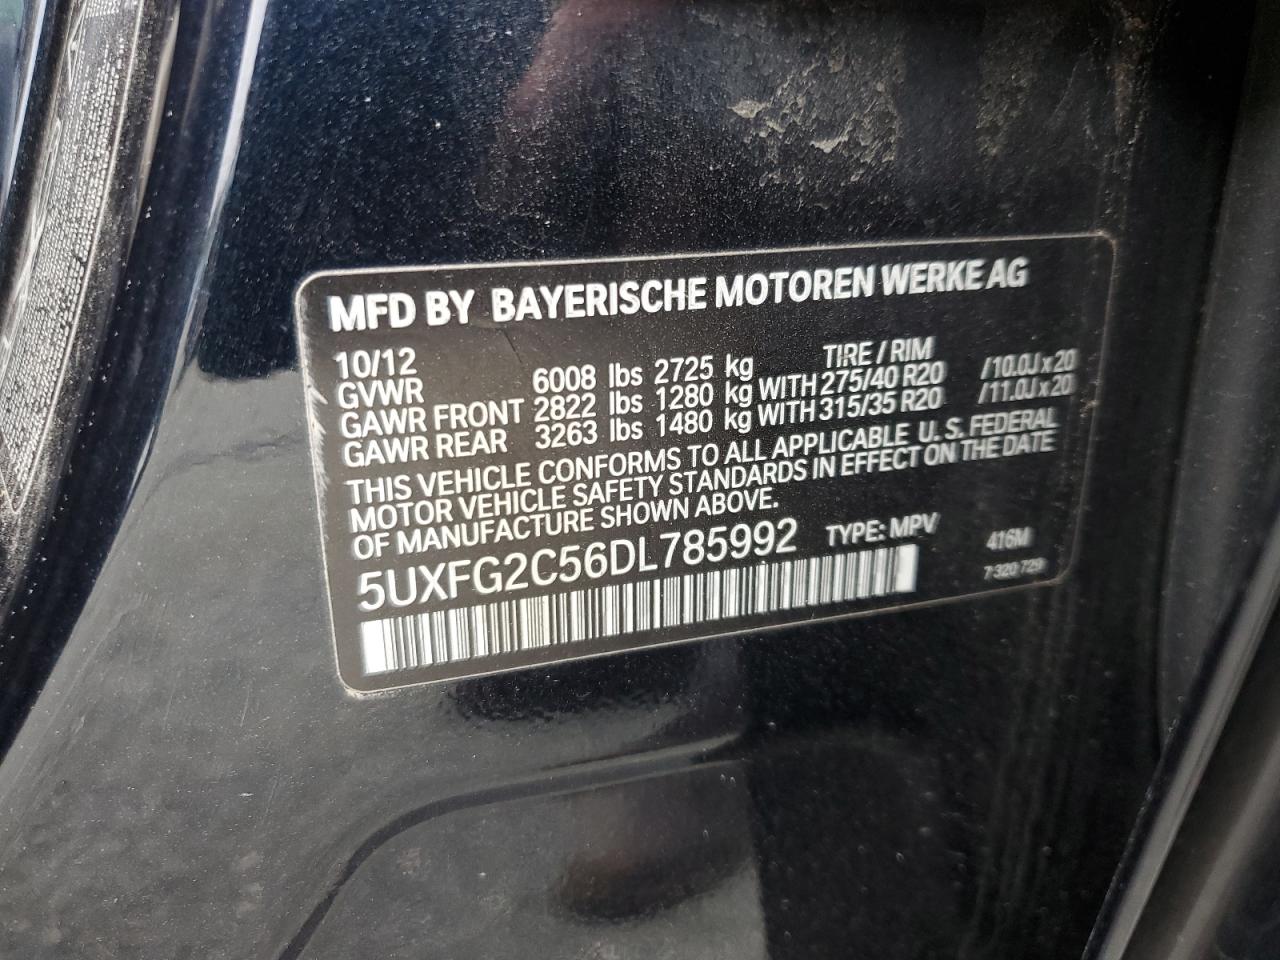 MFD BY BAYERISCHE MOTOREN WERKE AG
10/12 TIRE / RIM
GVWR 6008 lbs 2725 kg
GAWR FRONT 2822 lbs 1280 kg WITH 275/40 R20 /10.0J x 20
GAWR REAR 3263 lbs 1480 kg WITH 315/35 R20 /11.0J x 20
THIS VEHICLE CONFORMS TO ALL APPLICABLE U. S. FEDERAL
MOTOR VEHICLE SAFETY STANDARDS IN EFFECT ON THE DATE
OF MANUFACTURE SHOWN ABOVE.
5UXFG2C56DL785992 TYPE: MPV 416M
7 320 729